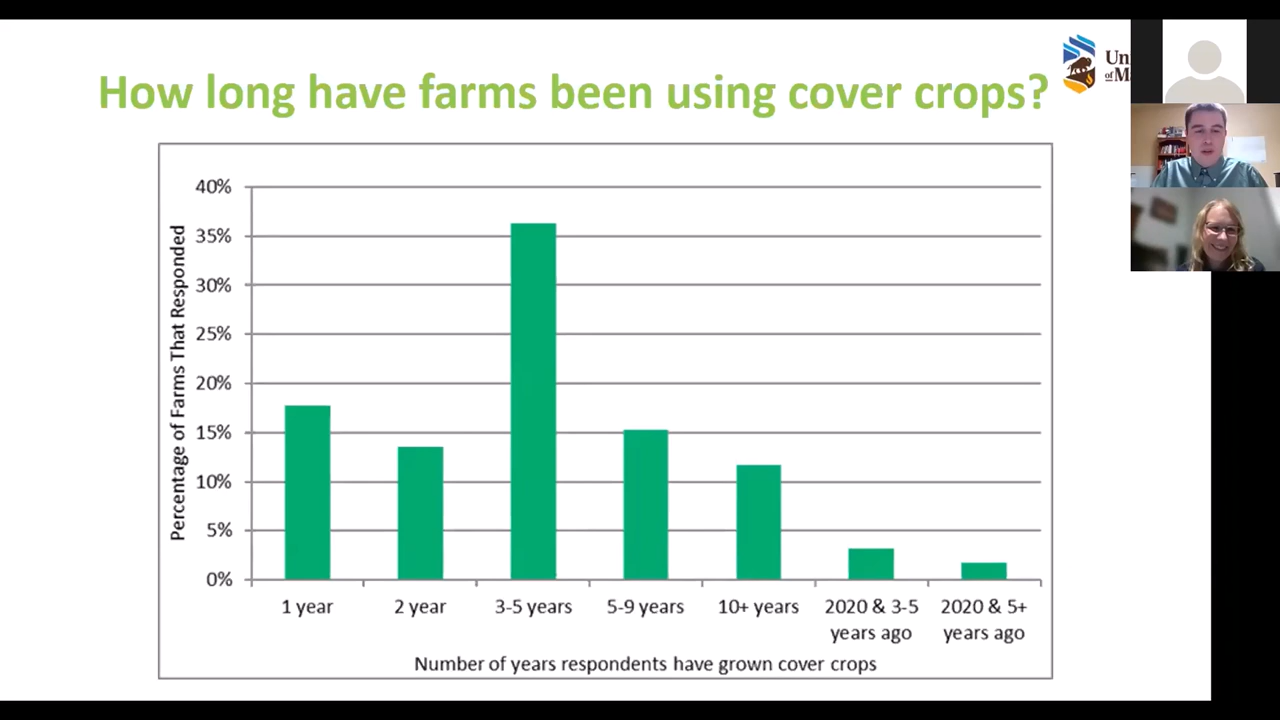 How long have farms been using cover crops?
Percentage of Farms That Responded
40%
35%
30%
25%
20%
15%
10%
5%
0%
1 year
2 year
3-5 years
5-9 years
10+ years
2020 & 3-5
years ago
2020 & 5+
years ago
Number of years respondents have grown cover crops